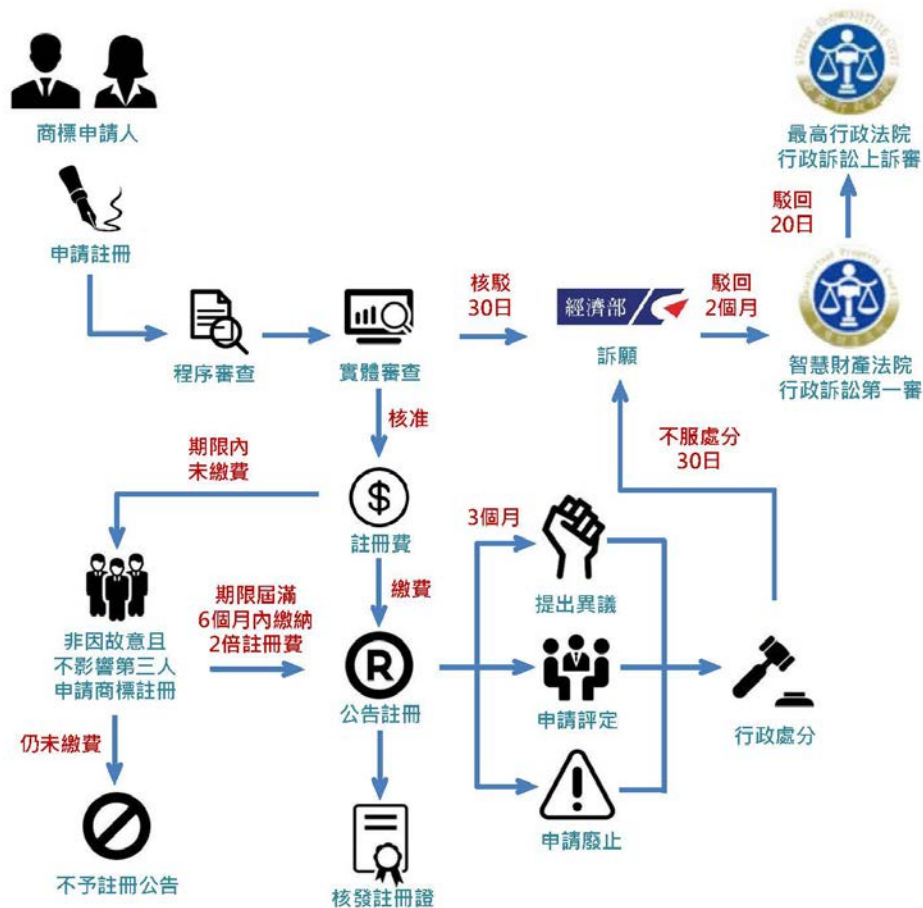 商標申請人
最高行政法院
行政訴訟上訴審
駁回
20日
申請註冊
核駁
30日
經濟部
駁回
2個月
程序審查
實體審查
訴願
智慧財產法院
行政訴訟第一審
核准
不服處分
30日
期限內
未繳費
$
3個月
註冊費
期限屆滿
6個月內繳納
2倍註冊費
繳費
提出異議
非因故意且
不影響第三人
申請商標註冊
R
公告註冊
申請評定
行政處分
仍未繳費
申請廢止
不予註冊公告
核發註冊證